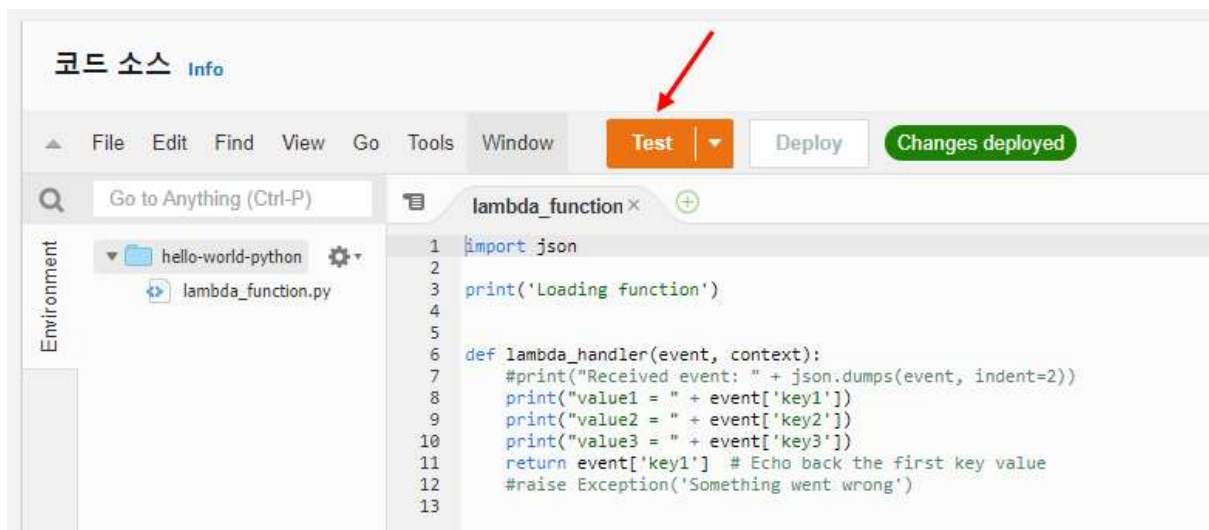 코드 소스 Info
File Edit Find View Go Tools Window Test Deploy Changes deployed
Go to Anything (Ctrl-P)
lambda_function ×
Environment
hello-world-python
lambda_function.py
1 import json
2
3 print('Loading function')
4
5
6 def lambda_handler(event, context):
7     #print("Received event: " + json.dumps(event, indent=2))
8     print("value1 = " + event['key1'])
9     print("value2 = " + event['key2'])
10     print("value3 = " + event['key3'])
11     return event['key1']  # Echo back the first key value
12     #raise Exception('Something went wrong')
13